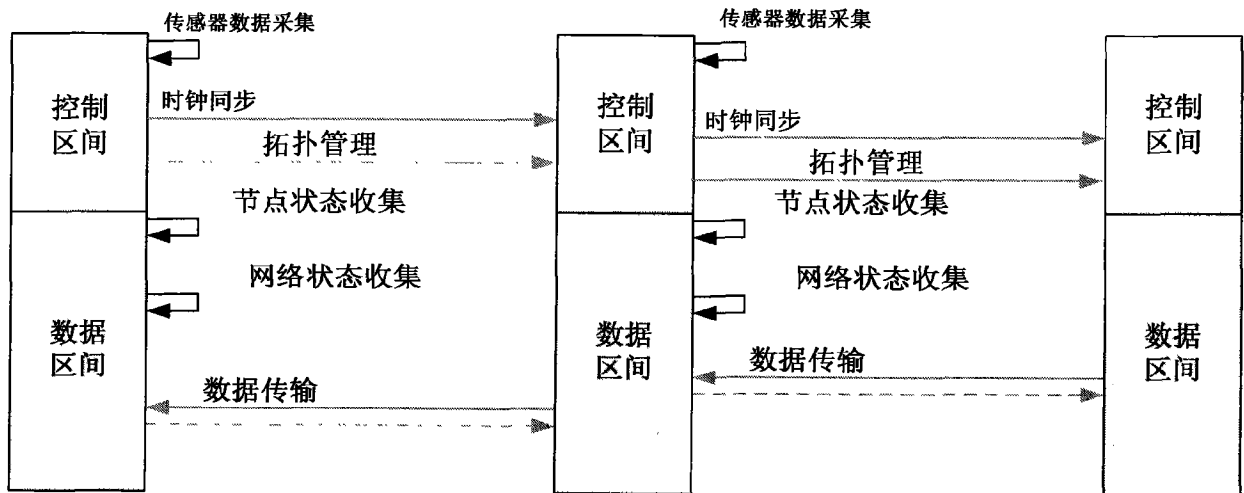 传感器数据采集
传感器数据采集
控制
区间
时钟同步
拓扑管理
控制
区间
时钟同步
拓扑管理
控制
区间
节点状态收集
节点状态收集
网络状态收集
网络状态收集
数据
区间
数据传输
数据
区间
数据传输
数据
区间